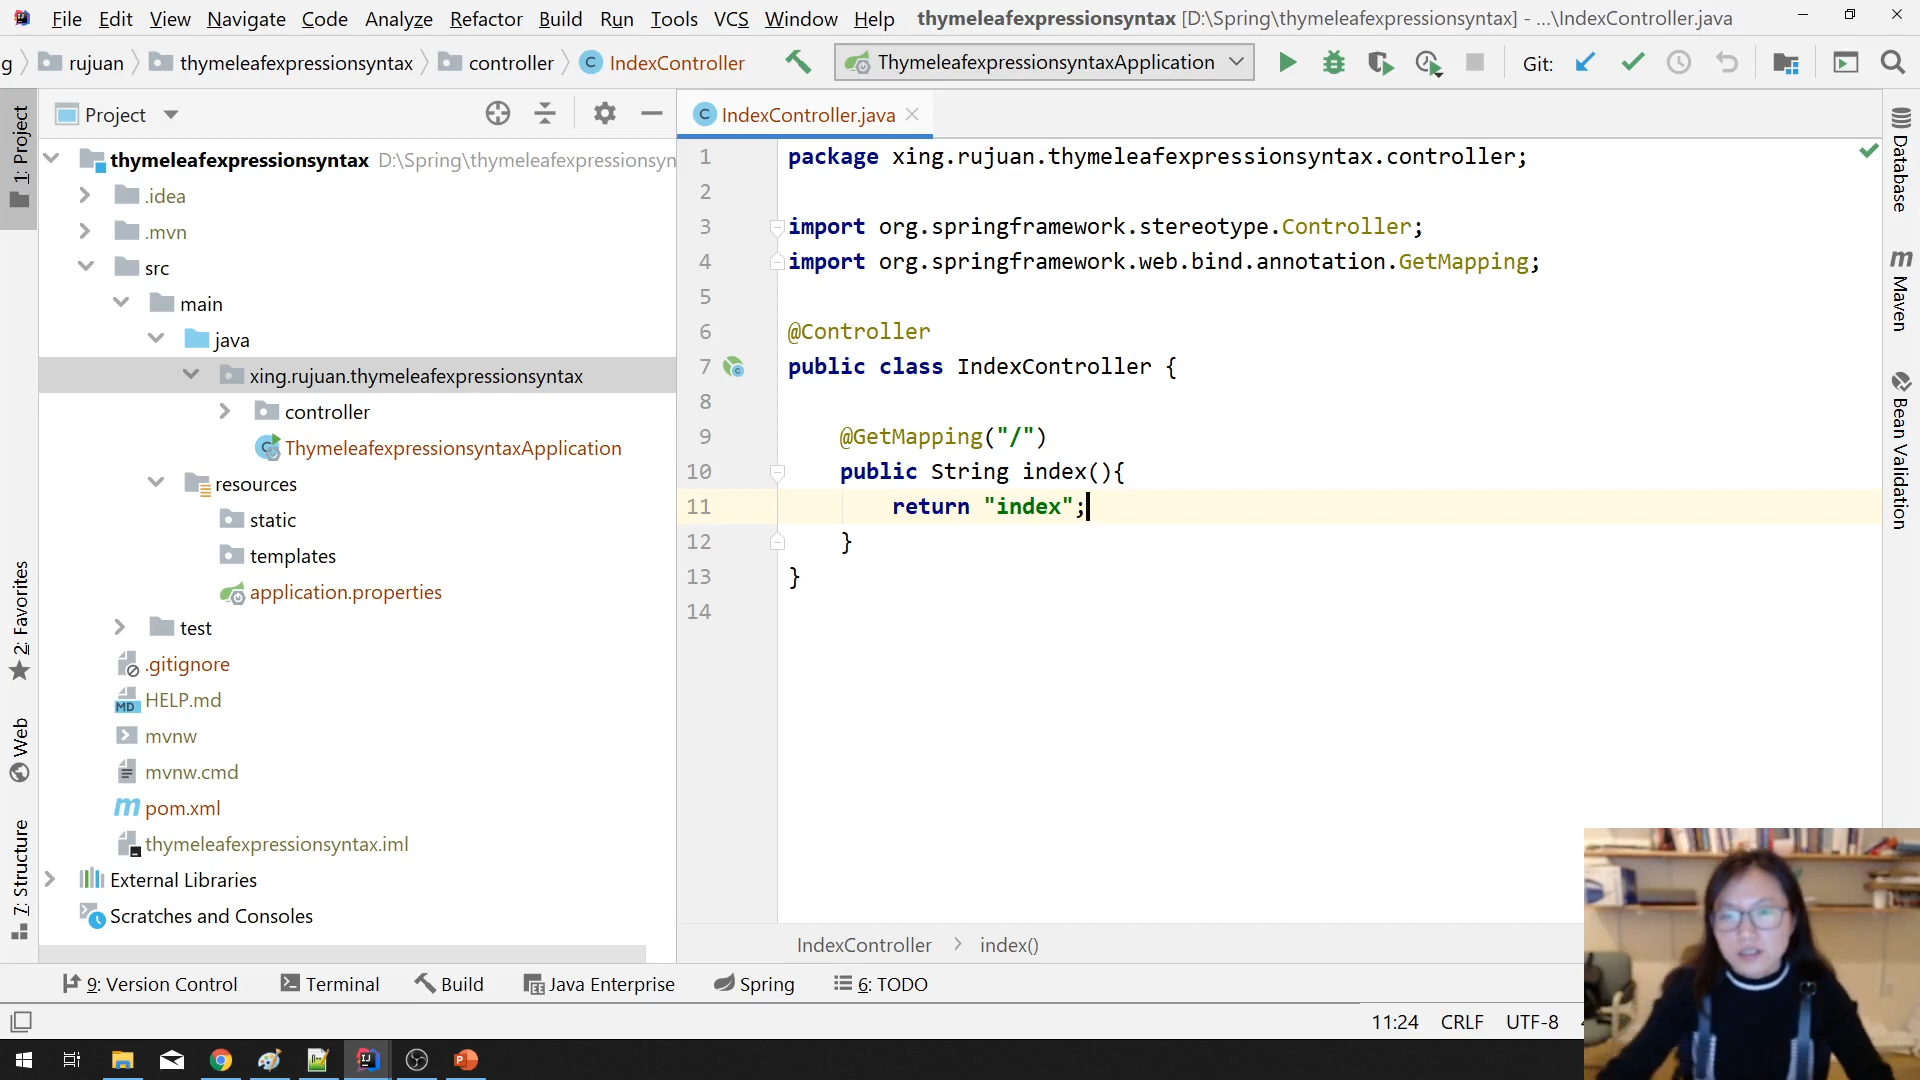 File Edit View Navigate Code Analyze Refactor Build Run Tools VCS Window Help thymeleafexpressionsyntax [D:\Spring\thymeleafexpressionsyntax] - ...\IndexController.java
g rujuan thymeleafexpressionsyntax controller C IndexController ThymeleafexpressionsyntaxApplication Git:
Project
IndexController.java
1: Project
2: Favorites
Web
7: Structure
thymeleafexpressionsyntax D:\Spring\thymeleafexpressionsyn
.idea
.mvn
src
main
java
xing.rujuan.thymeleafexpressionsyntax
controller
ThymeleafexpressionsyntaxApplication
resources
static
templates
application.properties
test
.gitignore
HELP.md
mvnw
mvnw.cmd
pom.xml
thymeleafexpressionsyntax.iml
External Libraries
Scratches and Consoles
1 package xing.rujuan.thymeleafexpressionsyntax.controller;
2
3 import org.springframework.stereotype.Controller;
4 import org.springframework.web.bind.annotation.GetMapping;
5
6 @Controller
7 public class IndexController {
8
9 @GetMapping("/")
10 public String index(){
11 return "index";
12 }
13 }
14
Database
Maven
Bean Validation
IndexController index()
9: Version Control Terminal Build Java Enterprise Spring 6: TODO
11:24 CRLF UTF-8